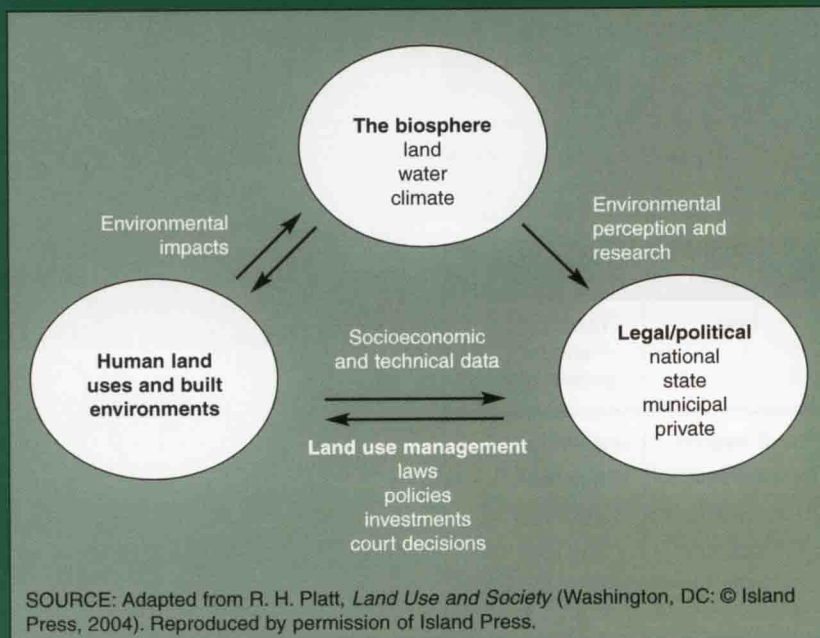 The biosphere
land
water
climate
Environmental
impacts
Environmental
perception and
research
Human land
uses and built
environments
Socioeconomic
and technical data
Legal/political
national
state
municipal
private
Land use management
laws
policies
investments
court decisions
SOURCE: Adapted from R. H. Platt, Land Use and Society (Washington, DC: © Island
Press, 2004). Reproduced by permission of Island Press.